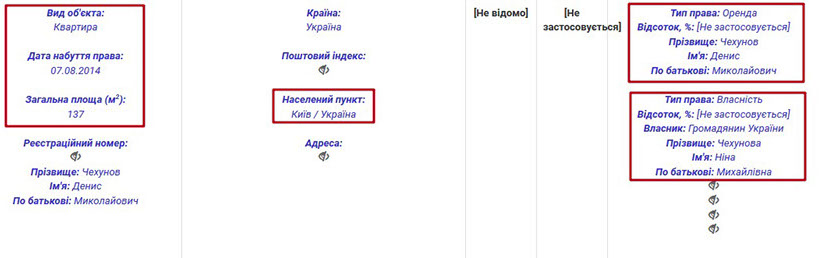 Вид об'єкта:
Квартира
Дата набуття права:
07.08.2014
Загальна площа (м²):
137
Реєстраційний номер:
Прізвище: Чехунов
Ім'я: Денис
По батькові: Миколайович
Країна:
Україна
Поштовий індекс:
Населений пункт:
Київ / Україна
Адреса:
[Не відомо]
[Не
застосовується]
Тип права: Оренда
Відсоток, %: [Не застосовується]
Прізвище: Чехунов
Ім'я: Денис
По батькові: Миколайович
Тип права: Власність
Відсоток, %: [Не застосовується]
Власник: Громадянин України
Прізвище: Чехунова
Ім'я: Ніна
По батькові: Михайлівна